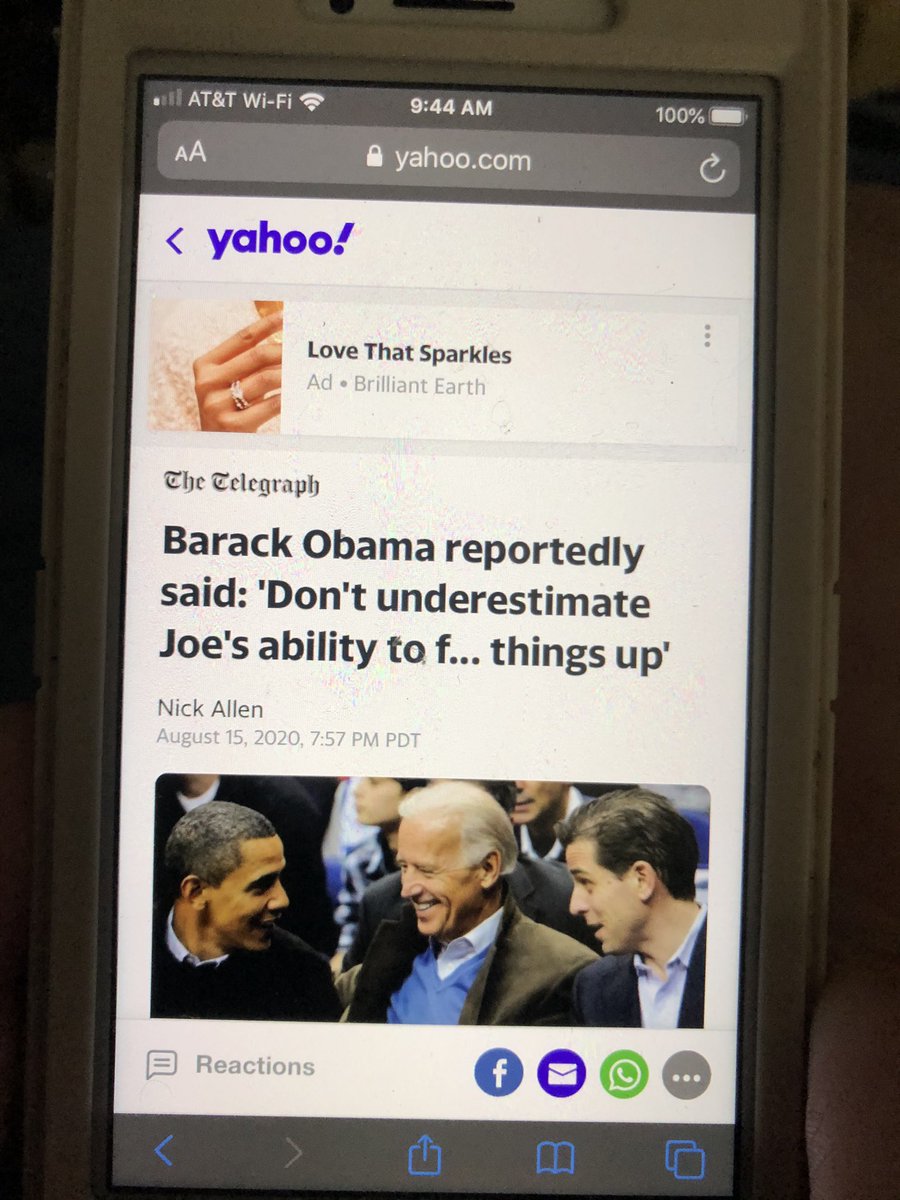 AT&T Wi-Fi 9:44 AM 100%
AA yahoo.com
yahoo!
Love That Sparkles
Ad • Brilliant Earth
The Telegraph
Barack Obama reportedly
said: 'Don't underestimate
Joe's ability to f... things up'
Nick Allen
August 15, 2020, 7:57 PM PDT
Reactions
f